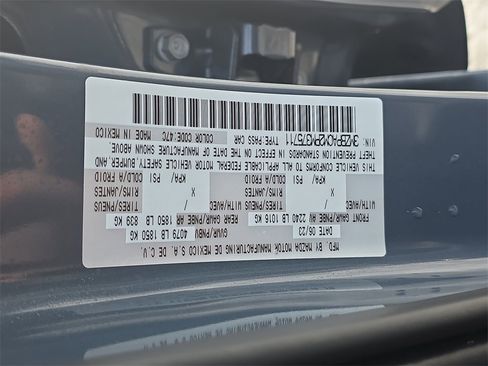 MFD. BY MAZDA MOTOR MANUFACTURING DE MEXICO S.A. DE C.V.
DATE 06/23 GVWR/PNBV 4079 LB 1850 KG
FRONT GAWR/PNBE AV 2240 LB 1016 KG REAR GAWR/PNBE AR 1850 LB 839 KG
WITH/AVEC TIRES/PNEUS WITH/AVEC TIRES/PNEUS
X RIMS/JANTES X RIMS/JANTES
KPA/ PSI COLD/A FROID KPA/ PSI COLD/A FROID
THIS VEHICLE CONFORMS TO ALL APPLICABLE FEDERAL MOTOR VEHICLE SAFETY, BUMPER, AND
THEFT PREVENTION STANDARDS IN EFFECT ON THE DATE OF MANUFACTURE SHOWN ABOVE.
VIN: TYPE:PASS CAR COLOR CODE:47C MADE IN MEXICO